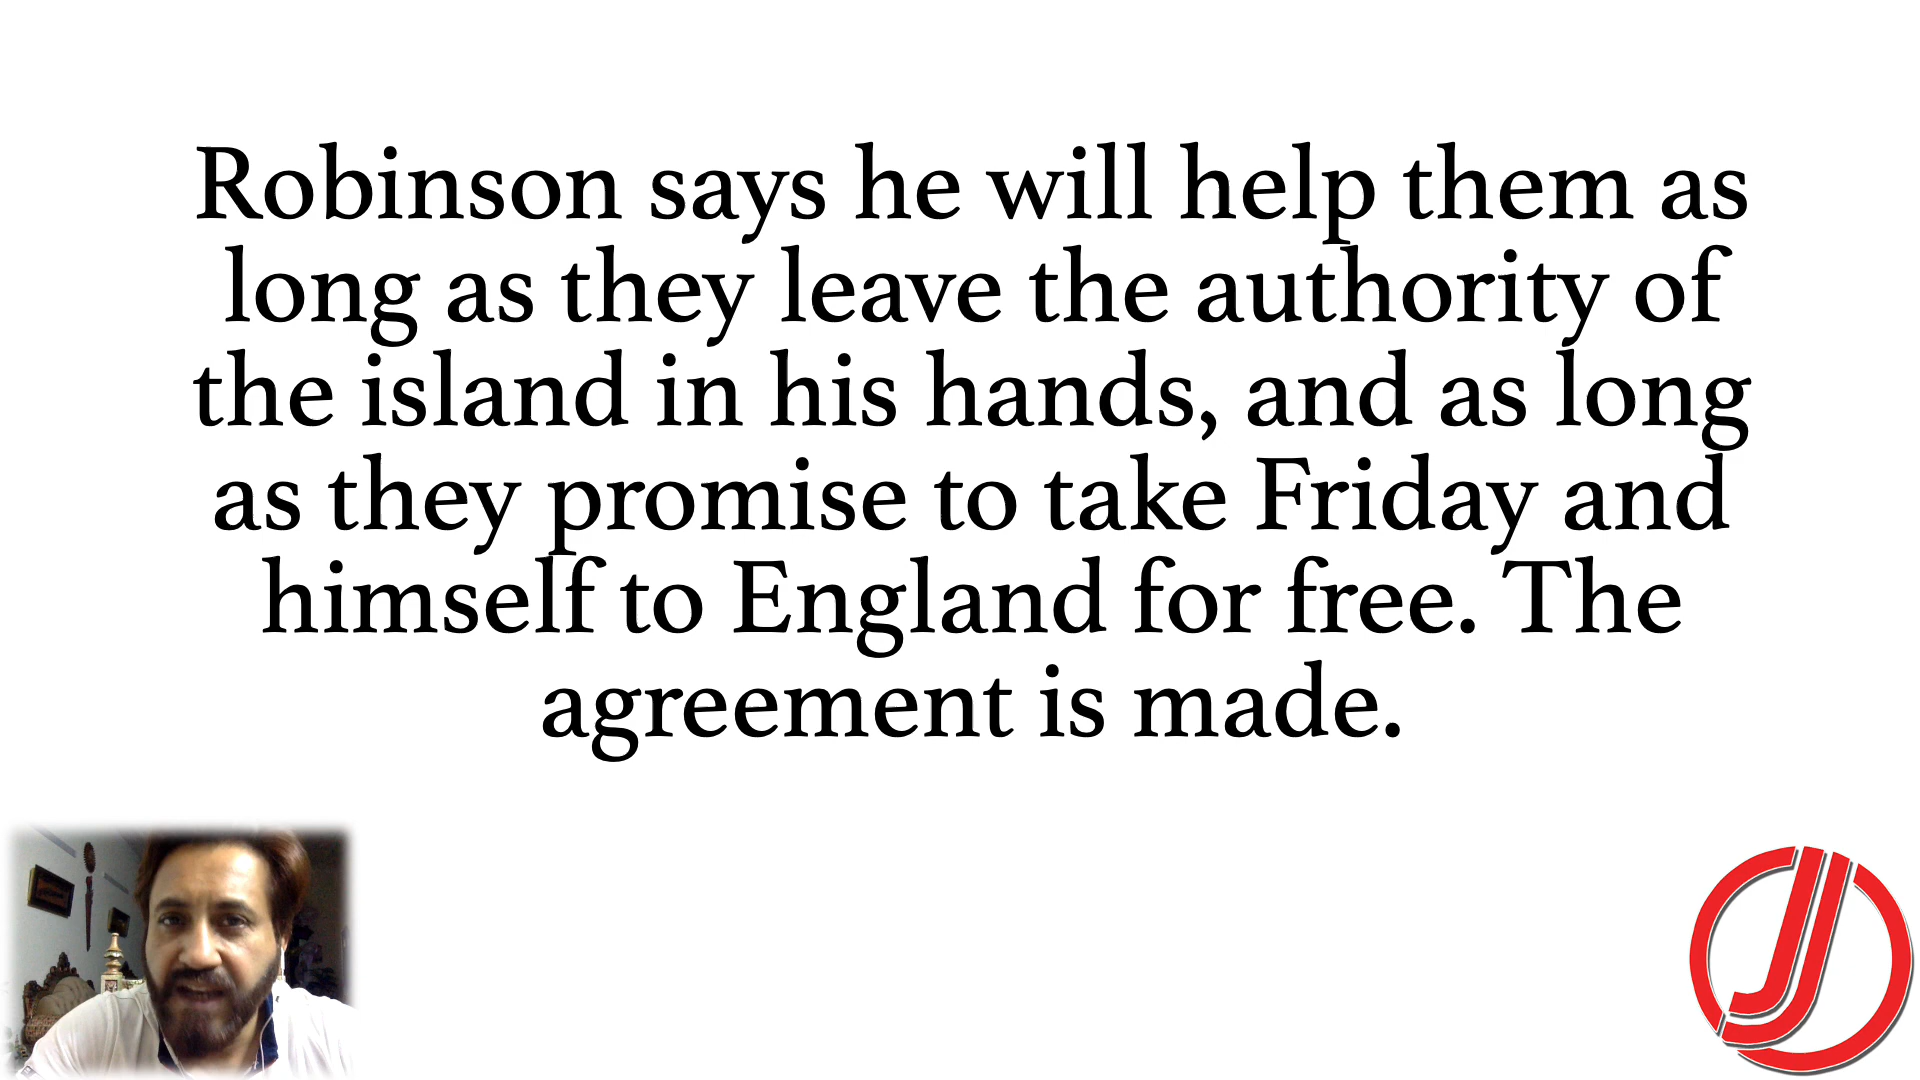 Robinson says he will help them as
long as they leave the authority of
the island in his hands, and as long
as they promise to take Friday and
himself to England for free. The
agreement is made.